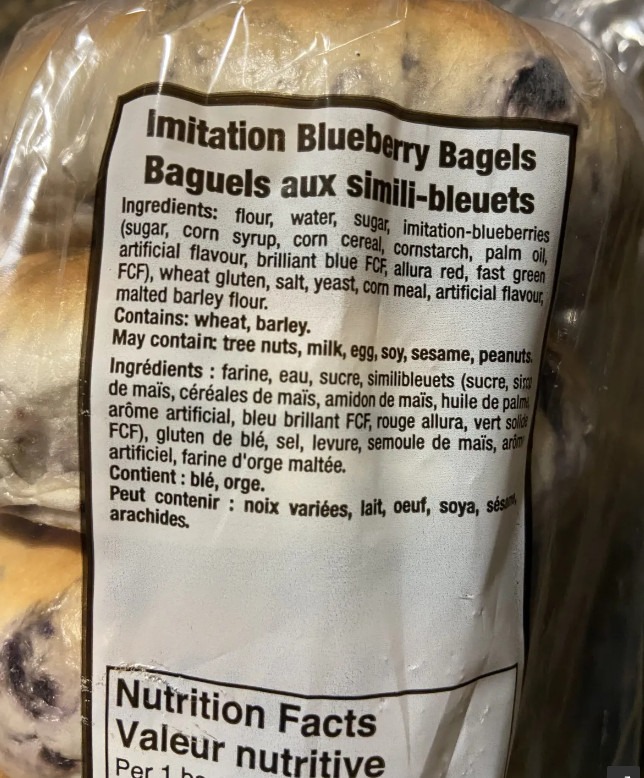 Imitation Blueberry Bagels
Baguels aux simili-bleuets
Ingredients: flour, water, sugar, imitation-blueberries
(sugar, corn syrup, corn cereal, cornstarch, palm oil,
artificial flavour, brilliant blue FCF, allura red, fast green
FCF), wheat gluten, salt, yeast, corn meal, artificial flavour,
malted barley flour.
Contains: wheat, barley.
May contain: tree nuts, milk, egg, soy, sesame, peanuts.
Ingrédients : farine, eau, sucre, similibleuets (sucre,
de maïs, céréales de maïs, amidon de maïs, huile de palme,
arôme artificial, bleu brillant FCF, rouge allura, vert solide
FCF), gluten de blé, sel, levure, semoule de maïs,
artificiel, farine d'orge maltée.
Contient : blé, orge.
Peut contenir : noix variées, lait, oeuf, soya,
arachides.
Nutrition Facts
Valeur nutritive
Per 1